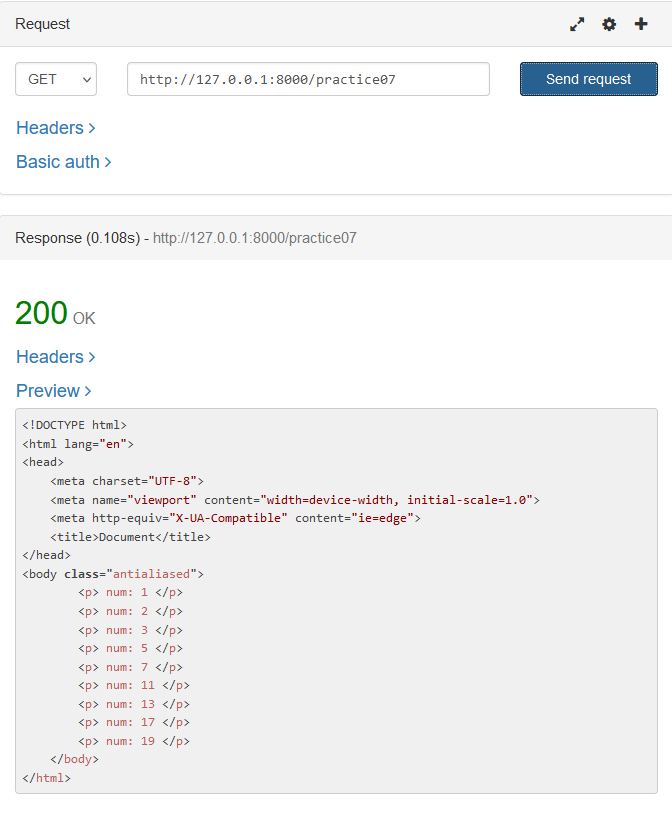 Request
GET http://127.0.0.1:8000/practice07 Send request
Headers >
Basic auth >
Response (0.108s) - http://127.0.0.1:8000/practice07
200 OK
Headers >
Preview >
<!DOCTYPE html>
<html lang="en">
<head>
    <meta charset="UTF-8">
    <meta name="viewport" content="width=device-width, initial-scale=1.0">
    <meta http-equiv="X-UA-Compatible" content="ie=edge">
    <title>Document</title>
</head>
<body class="antialiased">
        <p> num: 1 </p>
        <p> num: 2 </p>
        <p> num: 3 </p>
        <p> num: 5 </p>
        <p> num: 7 </p>
        <p> num: 11 </p>
        <p> num: 13 </p>
        <p> num: 17 </p>
        <p> num: 19 </p>
    </body>
</html>